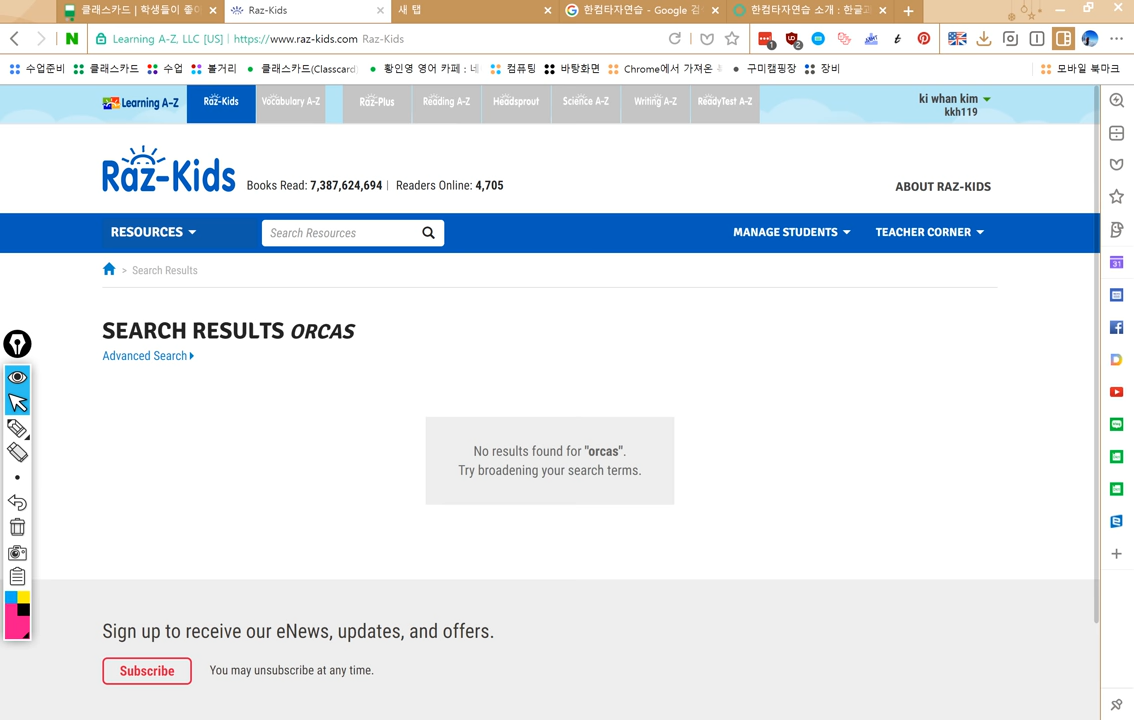 클래스카드 | 학생들이 좋아
Raz-Kids
새 탭
한컴타자연습 - Google 검
한컴타자연습 소개 : 한글과
Learning A-Z, LLC [US] | https://www.raz-kids.com Raz-Kids
수업준비 클래스카드 수업 볼거리 클래스카드(Classcard 황인영 영어 카페 ; 네 컴퓨팅 바탕화면 Chrome에서 가져온 구미캠핑장 장비 모바일 북마크
Learning A-Z Raz-Kids Vocabulary A-Z Raz-Plus Reading A-Z Headsprout Science A-Z Writing A-Z ReadyTest A-Z
ki whan kim
kkh119
Raz-Kids
Books Read: 7,387,624,694 | Readers Online: 4,705
ABOUT RAZ-KIDS
RESOURCES Search Resources MANAGE STUDENTS TEACHER CORNER
> Search Results
SEARCH RESULTS ORCAS
Advanced Search
No results found for "orcas".
Try broadening your search terms.
Sign up to receive our eNews, updates, and offers.
Subscribe You may unsubscribe at any time.